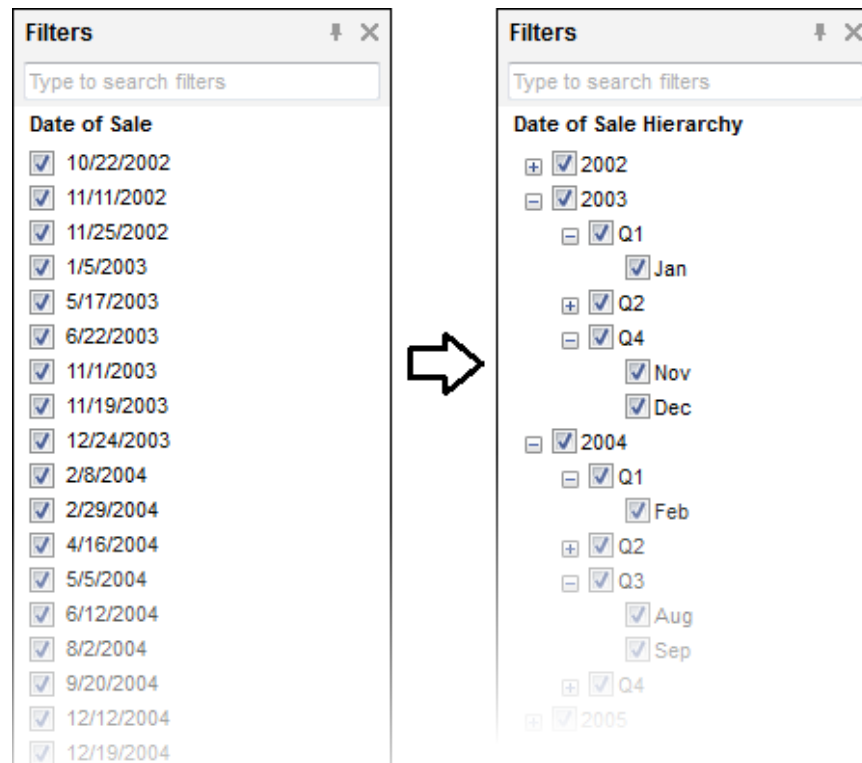 Filters
Type to search filters
Date of Sale
10/22/2002
11/11/2002
11/25/2002
1/5/2003
5/17/2003
6/22/2003
11/1/2003
11/19/2003
12/24/2003
2/8/2004
2/29/2004
4/16/2004
5/5/2004
6/12/2004
8/2/2004
9/20/2004
12/12/2004
12/19/2004
Filters
Type to search filters
Date of Sale Hierarchy
2002
2003
Q1
Jan
Q2
Q4
Nov
Dec
2004
Q1
Feb
Q2
Q3
Aug
Sep
Q4
2005